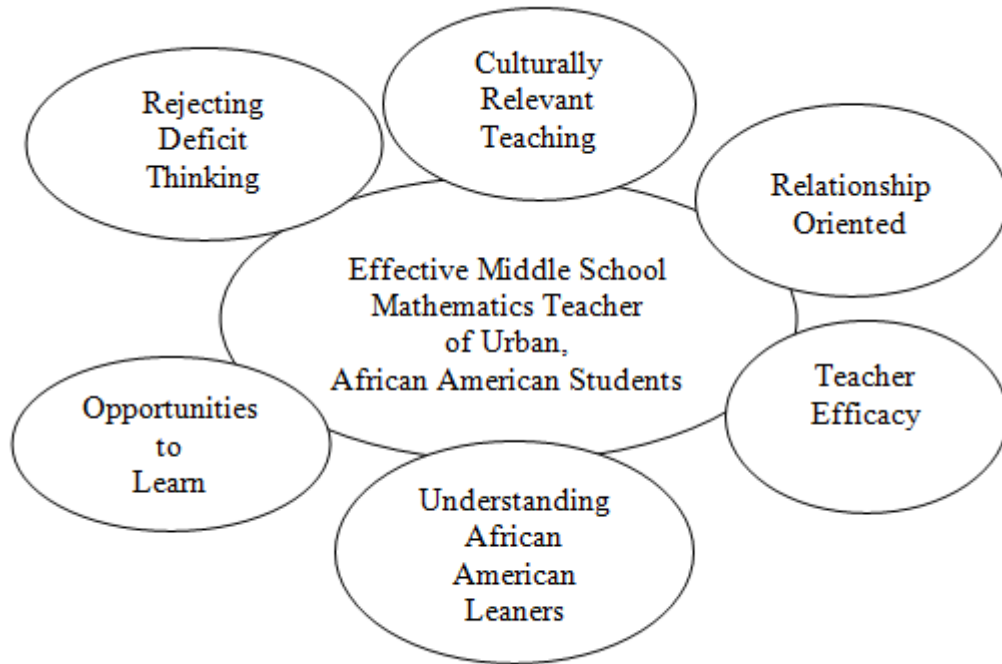 Culturally
Relevant
Teaching
Rejecting
Deficit
Thinking
Relationship
Oriented
Effective Middle School
Mathematics Teacher
of Urban,
African American Students
Teacher
Efficacy
Opportunities
to
Learn
Understanding
African
American
Leaners